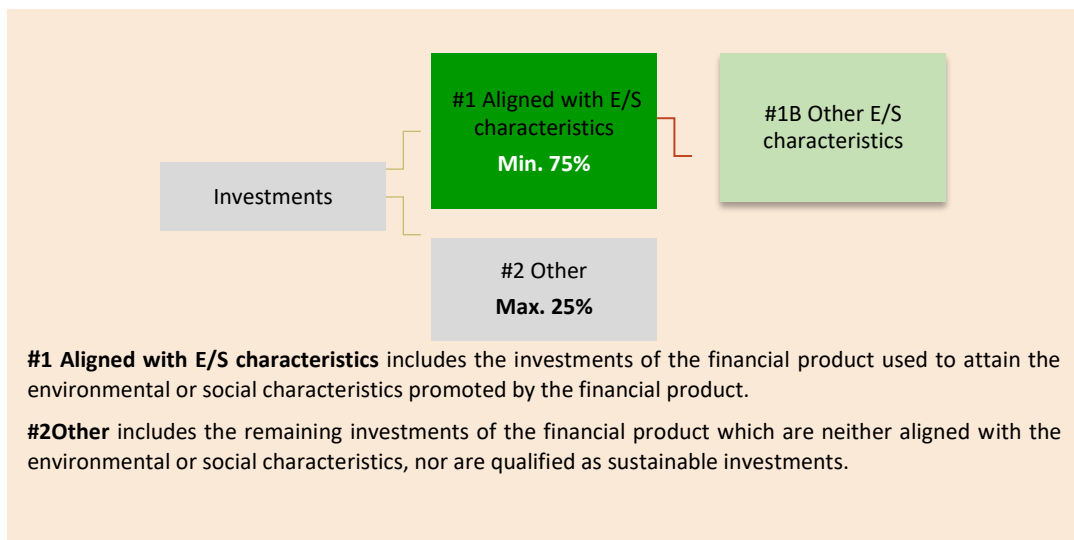 #1 Aligned with E/S
characteristics
Min. 75%
#1B Other E/S
characteristics
Investments
#2 Other
Max. 25%
#1 Aligned with E/S characteristics includes the investments of the financial product used to attain the
environmental or social characteristics promoted by the financial product.
#2Other includes the remaining investments of the financial product which are neither aligned with the
environmental or social characteristics, nor are qualified as sustainable investments.